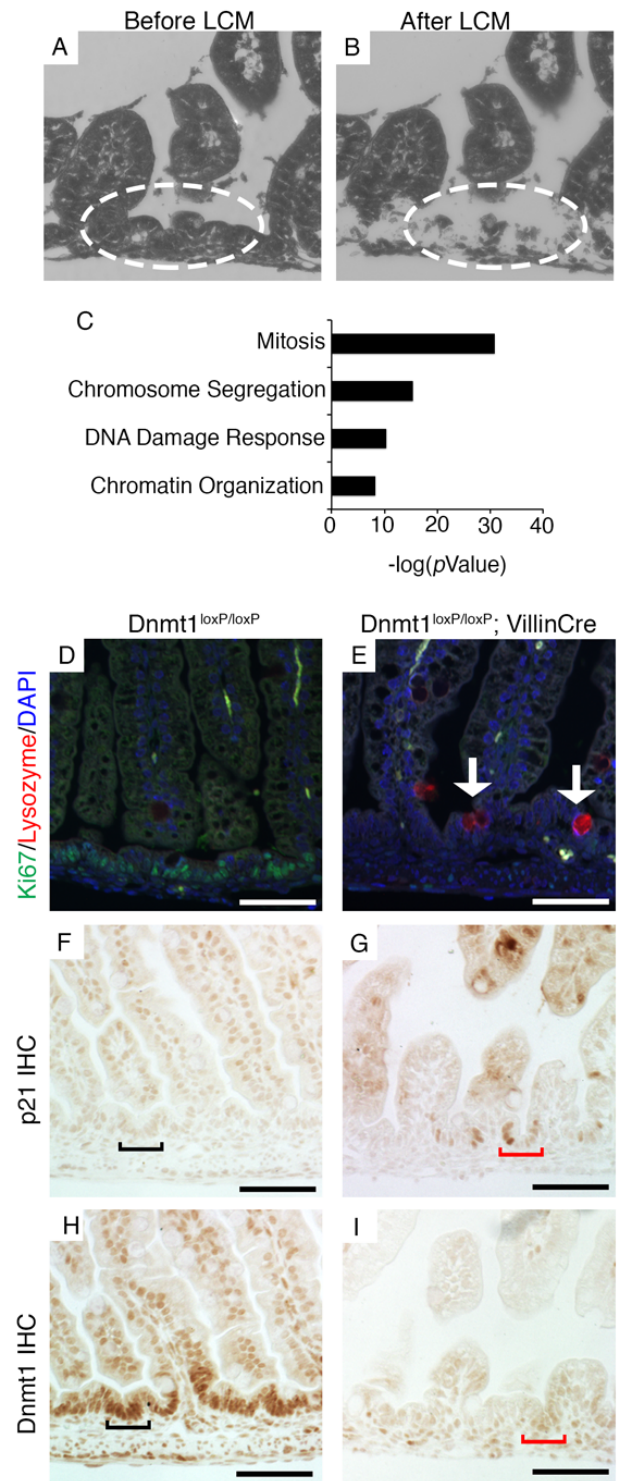 Before LCM
After LCM
A
B
C
Mitosis
Chromosome Segregation
DNA Damage Response
Chromatin Organization
0 10 20 30 40
-log(pValue)
Dnmt1loxP/loxP
Dnmt1loxP/loxP; VillinCre
Ki67/Lysozyme/DAPI
D
E
p21 IHC
F
G
Dnmt1 IHC
H
I